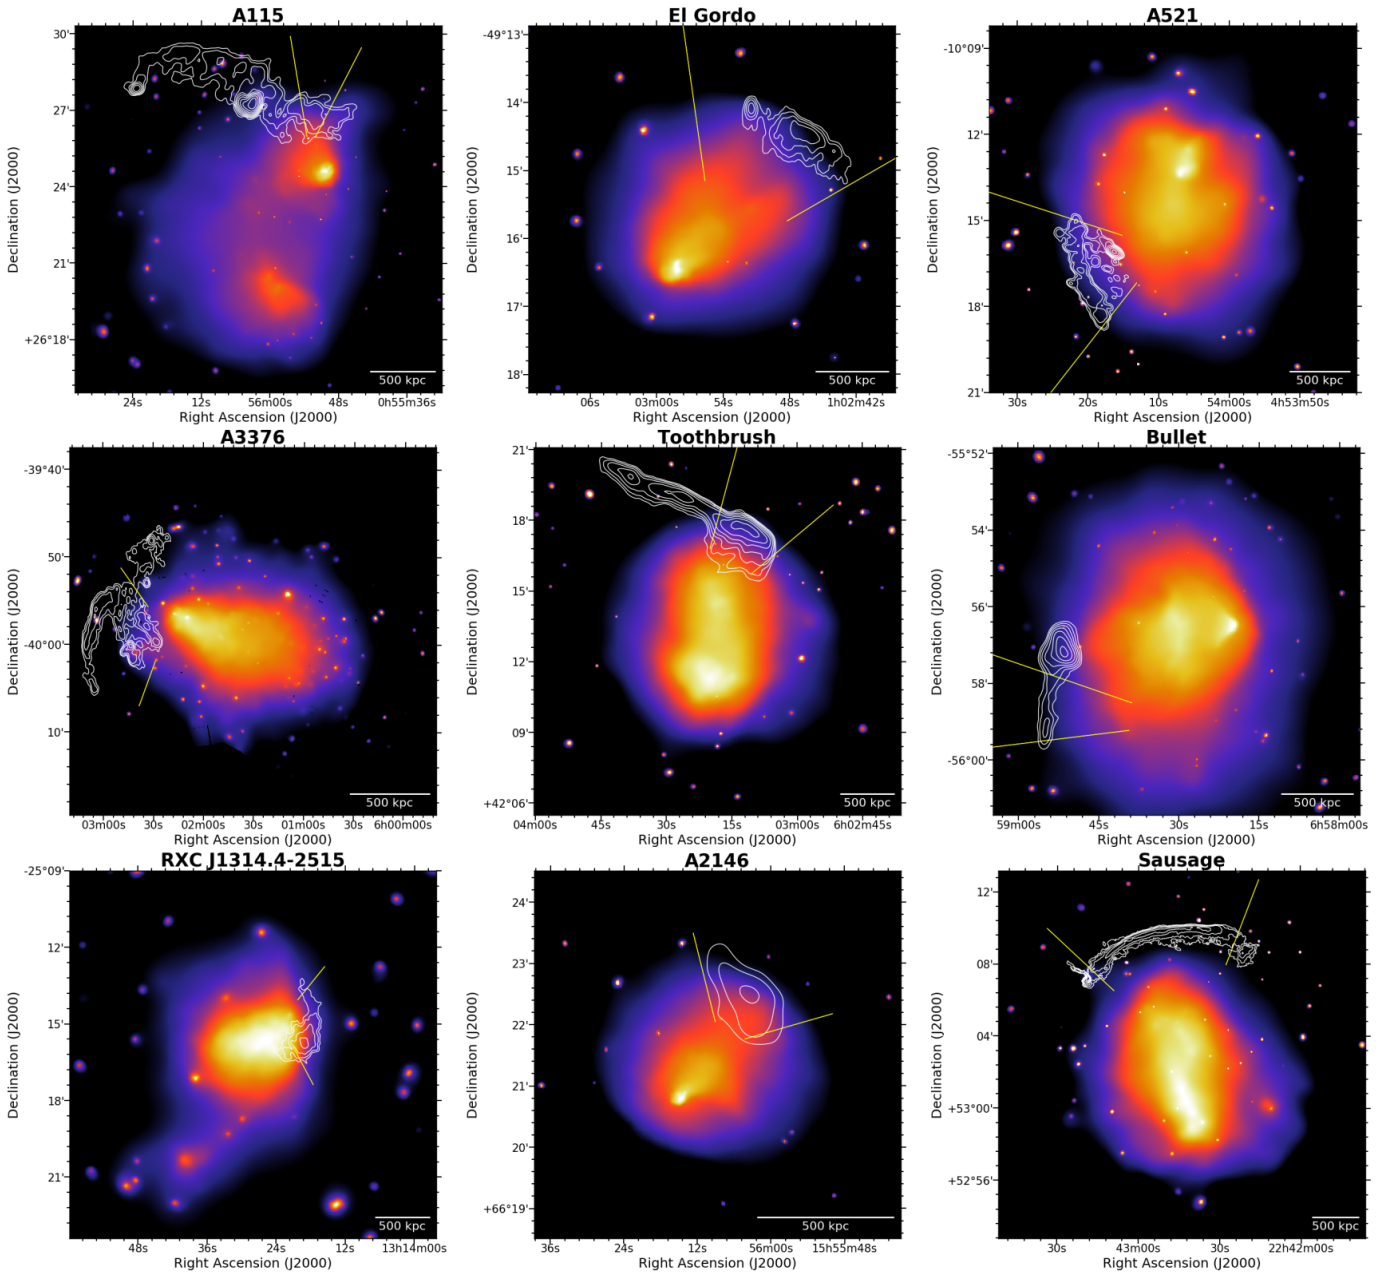 A115
30'
27'
24'
21'
+26°18'
Declination (J2000)
500 kpc
24s
12s
56m00s
48s
0h55m36s
Right Ascension (J2000)
El Gordo
-49°13'
14'
15'
16'
17'
18'
Declination (J2000)
500 kpc
06s
03m00s
54s
48s
1h02m42s
Right Ascension (J2000)
A521
-10°09'
12'
15'
18'
21'
Declination (J2000)
500 kpc
30s
20s
10s
54m00s
4h53m50s
Right Ascension (J2000)
A3376
-39°40'
50'
-40°00'
10'
Declination (J2000)
500 kpc
03m00s
30s
02m00s
30s
01m00s
30s
6h00m00s
Right Ascension (J2000)
Toothbrush
21'
18'
15'
12'
09'
+42°06'
Declination (J2000)
500 kpc
04m00s
45s
30s
15s
03m00s
6h02m45s
Right Ascension (J2000)
Bullet
-55°52'
54'
56'
58'
-56°00'
Declination (J2000)
500 kpc
59m00s
45s
30s
15s
6h58m00s
Right Ascension (J2000)
RXC J1314.4-2515
-25°09'
12'
15'
18'
21'
Declination (J2000)
500 kpc
48s
36s
24s
12s
13h14m00s
Right Ascension (J2000)
A2146
24'
23'
22'
21'
20'
+66°19'
Declination (J2000)
500 kpc
36s
24s
12s
56m00s
15h55m48s
Right Ascension (J2000)
Sausage
12'
08'
04'
+53°00'
+52°56'
Declination (J2000)
500 kpc
30s
43m00s
30s
22h42m00s
Right Ascension (J2000)